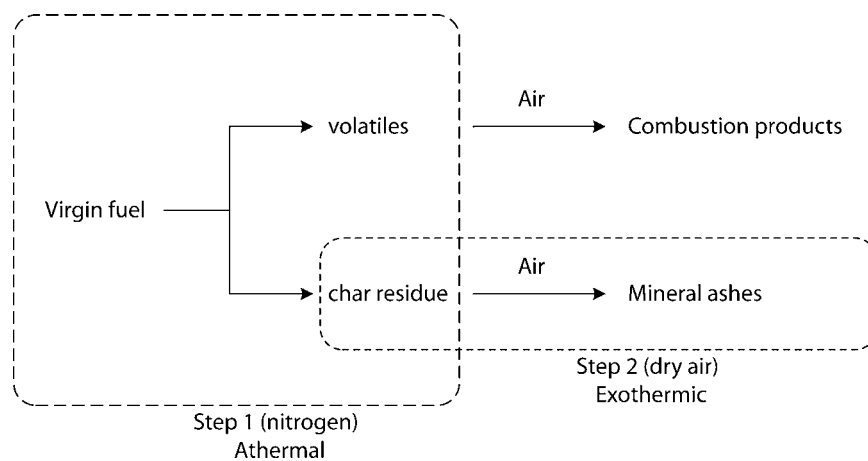 Air
volatiles
Combustion products
Virgin fuel
Air
char residue
Mineral ashes
Step 2 (dry air)
Exothermic
Step 1 (nitrogen)
Athermal